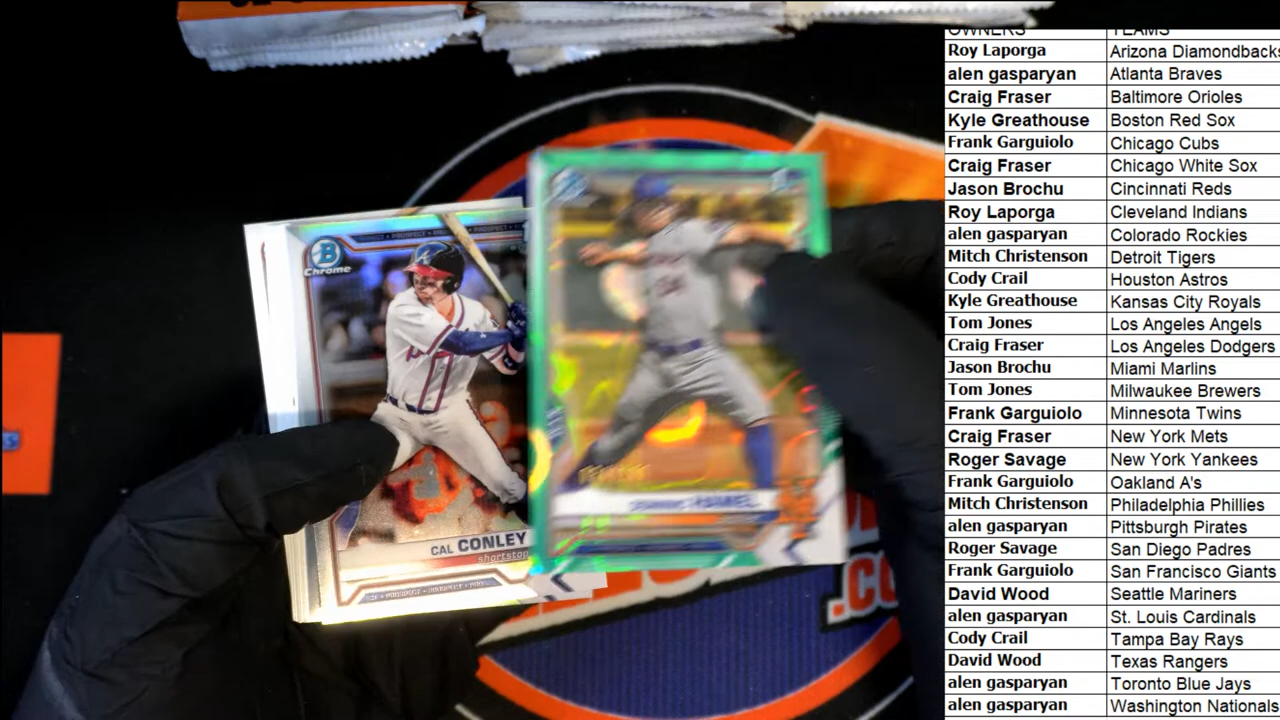 OWNERS TEAMS
Roy Laporga Arizona Diamondbacks
alen gasparyan Atlanta Braves
Craig Fraser Baltimore Orioles
Kyle Greathouse Boston Red Sox
Frank Garguiolo Chicago Cubs
Craig Fraser Chicago White Sox
Jason Brochu Cincinnati Reds
Roy Laporga Cleveland Indians
alen gasparyan Colorado Rockies
Mitch Christenson Detroit Tigers
Cody Crail Houston Astros
Kyle Greathouse Kansas City Royals
Tom Jones Los Angeles Angels
Craig Fraser Los Angeles Dodgers
Jason Brochu Miami Marlins
Tom Jones Milwaukee Brewers
Frank Garguiolo Minnesota Twins
Craig Fraser New York Mets
Roger Savage New York Yankees
Frank Garguiolo Oakland A's
Mitch Christenson Philadelphia Phillies
alen gasparyan Pittsburgh Pirates
Roger Savage San Diego Padres
Frank Garguiolo San Francisco Giants
David Wood Seattle Mariners
alen gasparyan St. Louis Cardinals
Cody Crail Tampa Bay Rays
David Wood Texas Rangers
alen gasparyan Toronto Blue Jays
alen gasparyan Washington Nationals
B
Chrome
CAL CONLEY
shortstop
HAMEL
.CO